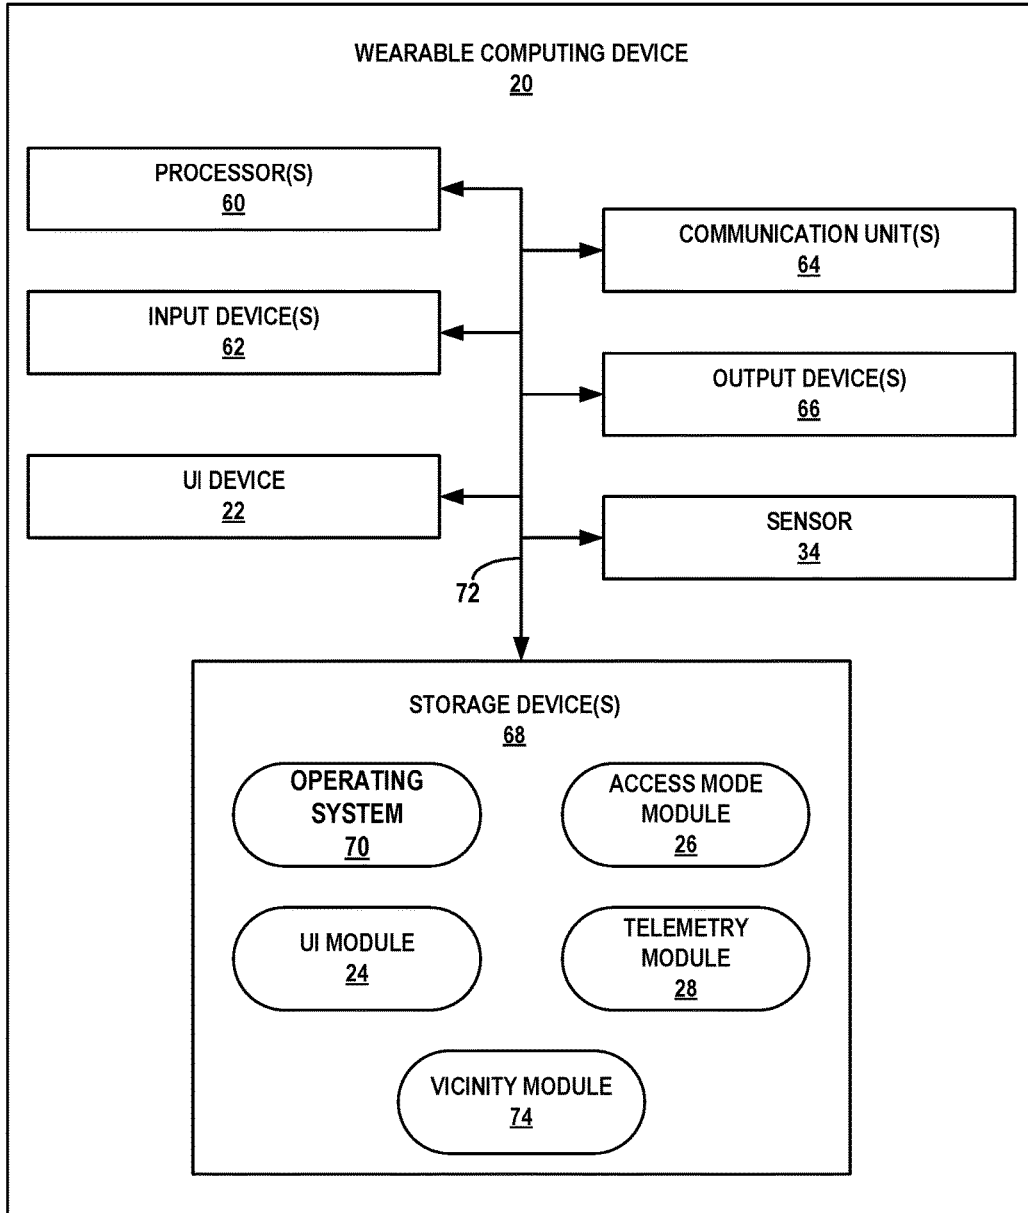 WEARABLE COMPUTING DEVICE
20
PROCESSOR(S)
60
COMMUNICATION UNIT(S)
64
INPUT DEVICE(S)
62
OUTPUT DEVICE(S)
66
UI DEVICE
22
SENSOR
34
72
STORAGE DEVICE(S)
68
OPERATING
SYSTEM
70
ACCESS MODE
MODULE
26
UI MODULE
24
TELEMETRY
MODULE
28
VICINITY MODULE
74